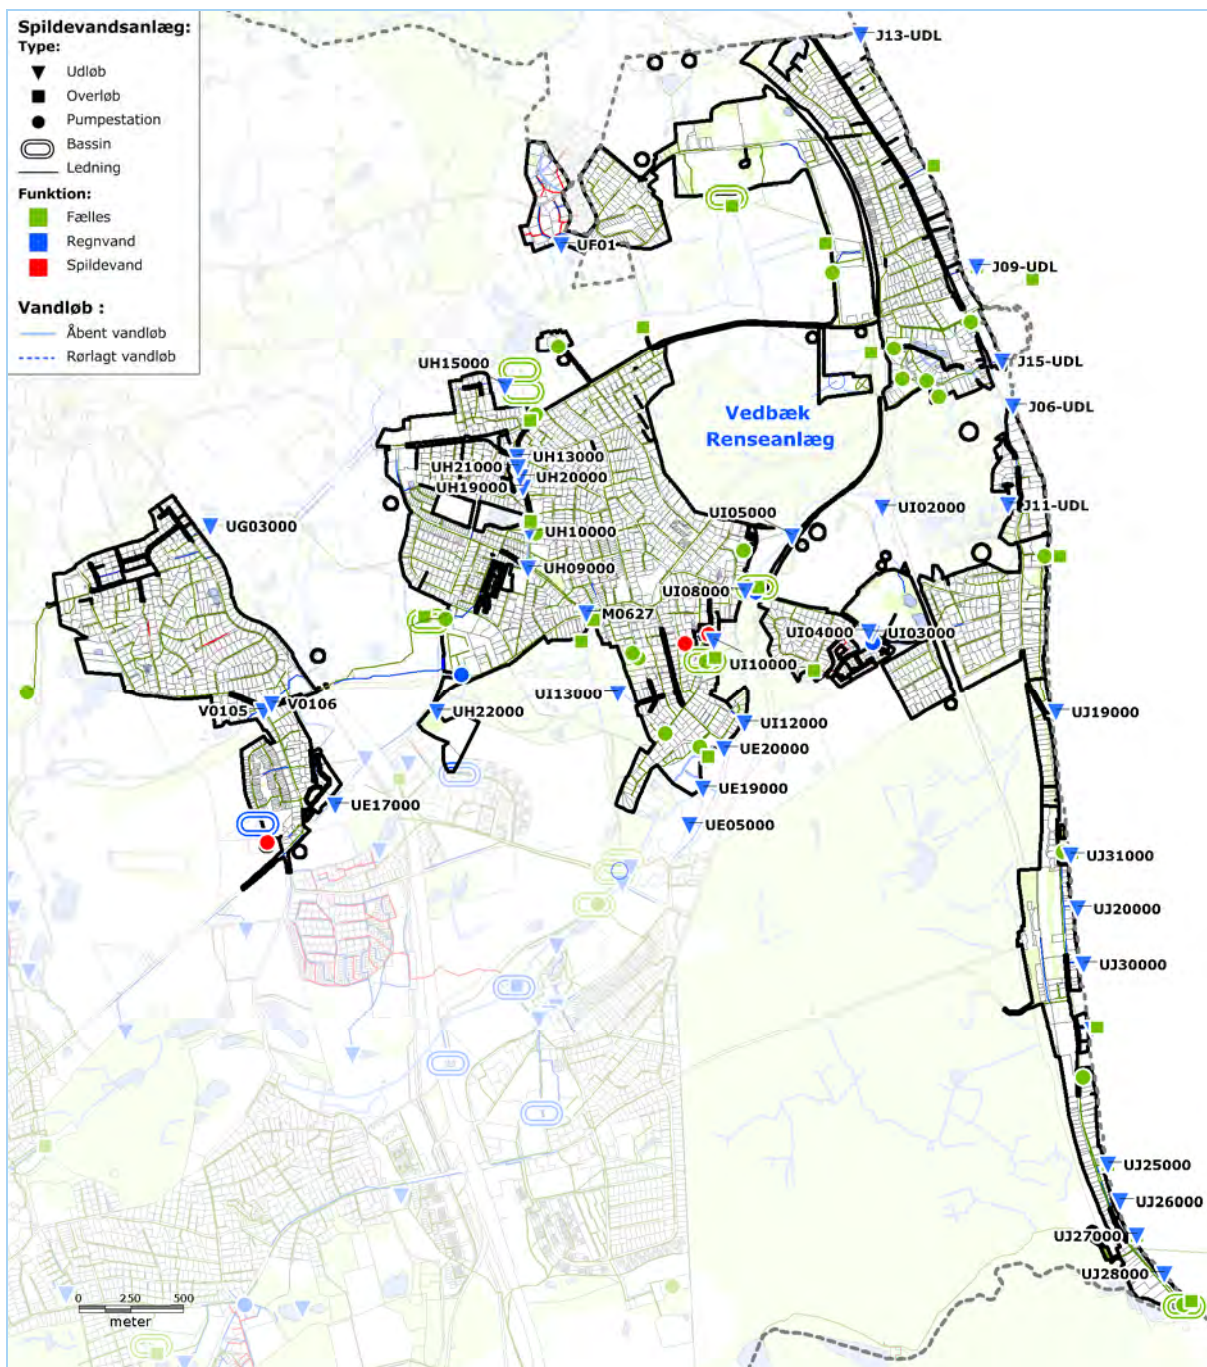 Spildevandsanlæg:
Type:
Udløb
Overløb
Pumpestation
Bassin
Ledning
Funktion:
Fælles
Regnvand
Spildevand
Vandløb :
Åbent vandløb
Rørlagt vandløb
J13-UDL
UF01
J09-UDL
J15-UDL
UH15000
J06-UDL
Vedbæk
Renseanlæg
UH13000
UH21000
UH20000
UH19000
J11-UDL
UI02000
UG03000
UI05000
UH10000
UH09000
UI08000
M0627
UI04000
UI03000
UI10000
UI13000
V0106
V0105
UH22000
UJ19000
UI12000
UE20000
UE19000
UE17000
UE05000
UJ31000
UJ20000
UJ30000
UJ25000
UJ26000
UJ27000
UJ28000
0 250 500
meter